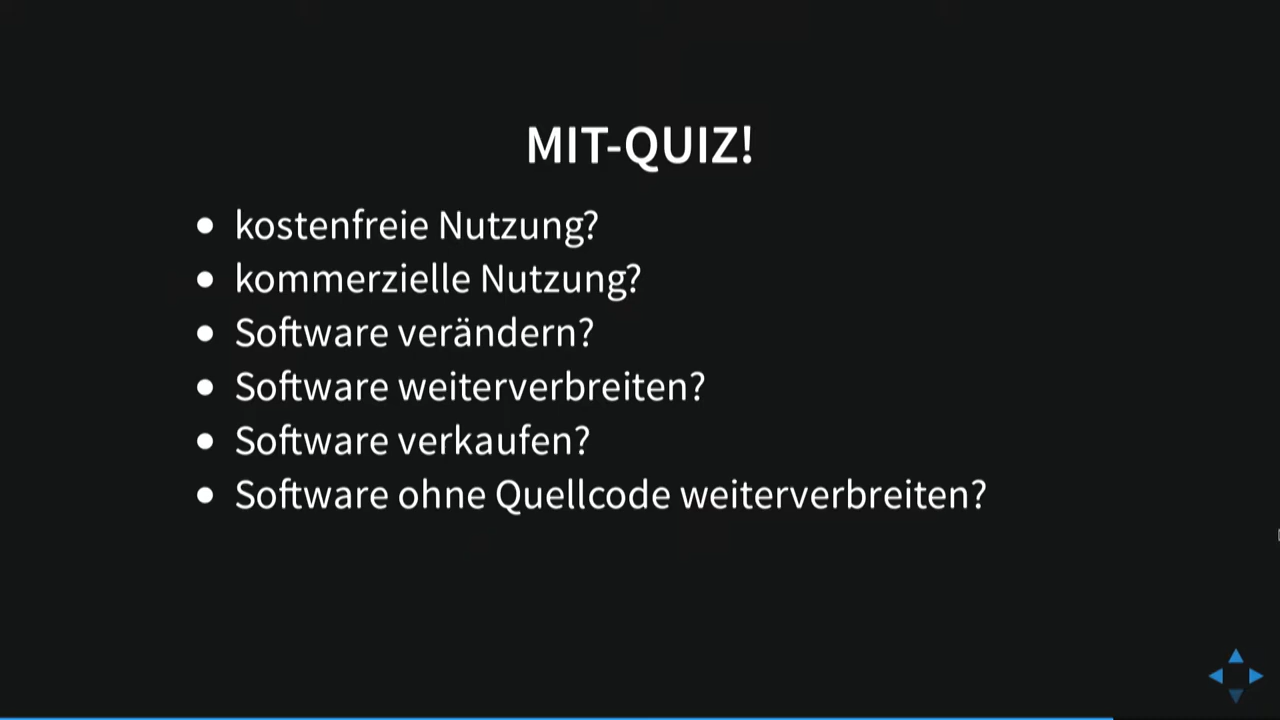 MIT-QUIZ!
kostenfreie Nutzung?
kommerzielle Nutzung?
Software verändern?
Software weiterverbreiten?
Software verkaufen?
Software ohne Quellcode weiterverbreiten?